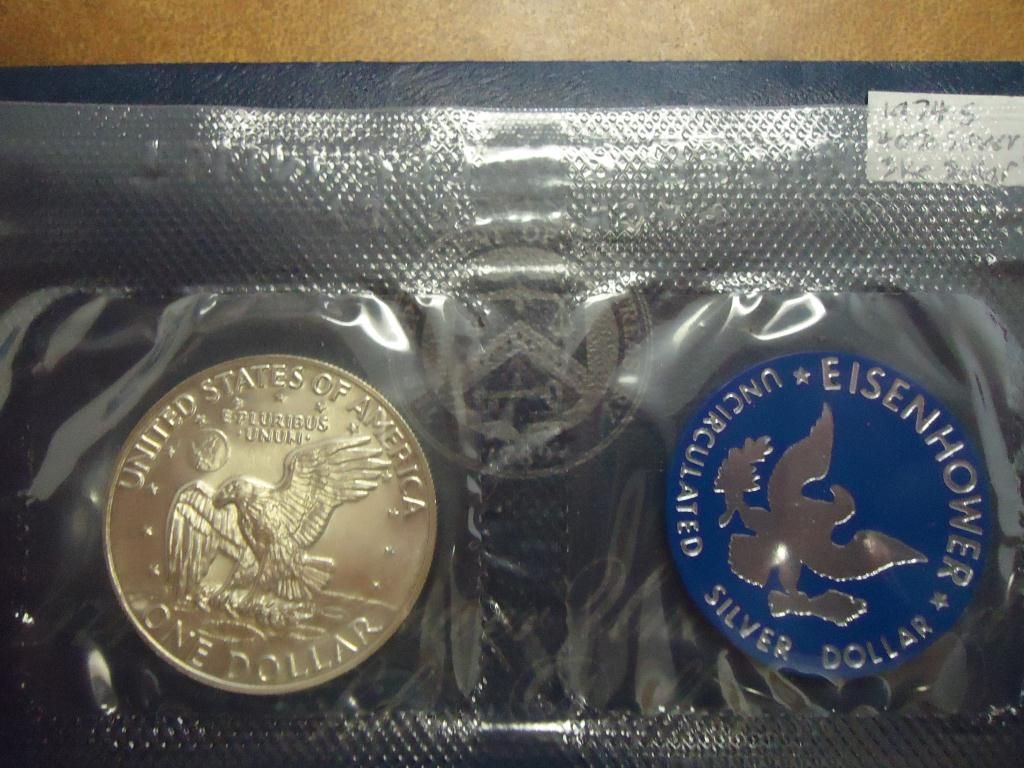 1974 S
40% Silver
UNITED STATES OF AMERICA
E PLURIBUS
UNUM
ONE DOLLAR
EISENHOWER
UNCIRCULATED
SILVER DOLLAR